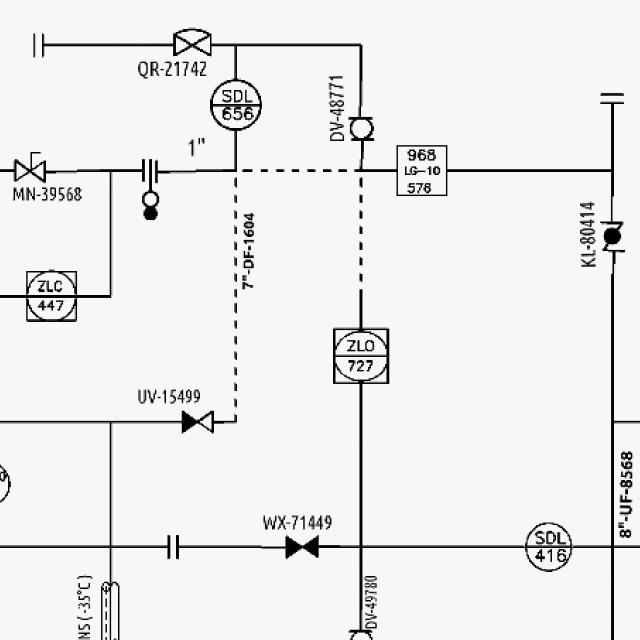 QR-21742
SDL
656
DV-48771
1"
968
LG-10
576
MN-39568
KL-80414
7"-DF-1604
ZLC
447
ZLO
727
UV-15499
8"-UF-8568
WX-71449
SDL
416
DV-49780
NS ( -35°C )